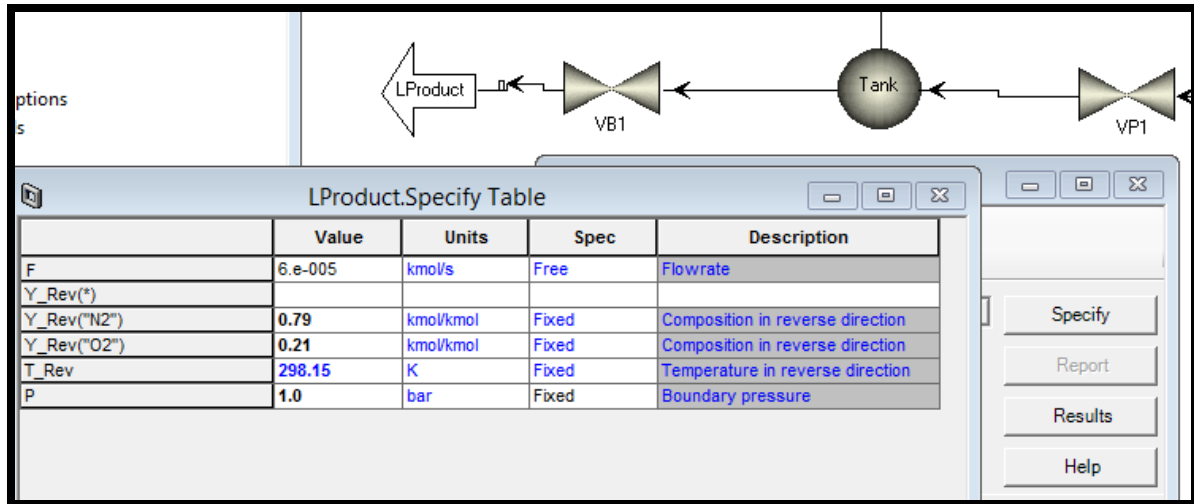 LProduct
Tank
VB1
VP1
ptions
s
LProduct.Specify Table
Value Units Spec Description
F 6.e-005 kmol/s Free Flowrate
Y_Rev(*)
Y_Rev("N2") 0.79 kmol/kmol Fixed Composition in reverse direction
Y_Rev("O2") 0.21 kmol/kmol Fixed Composition in reverse direction
T_Rev 298.15 K Fixed Temperature in reverse direction
P 1.0 bar Fixed Boundary pressure
Specify
Report
Results
Help